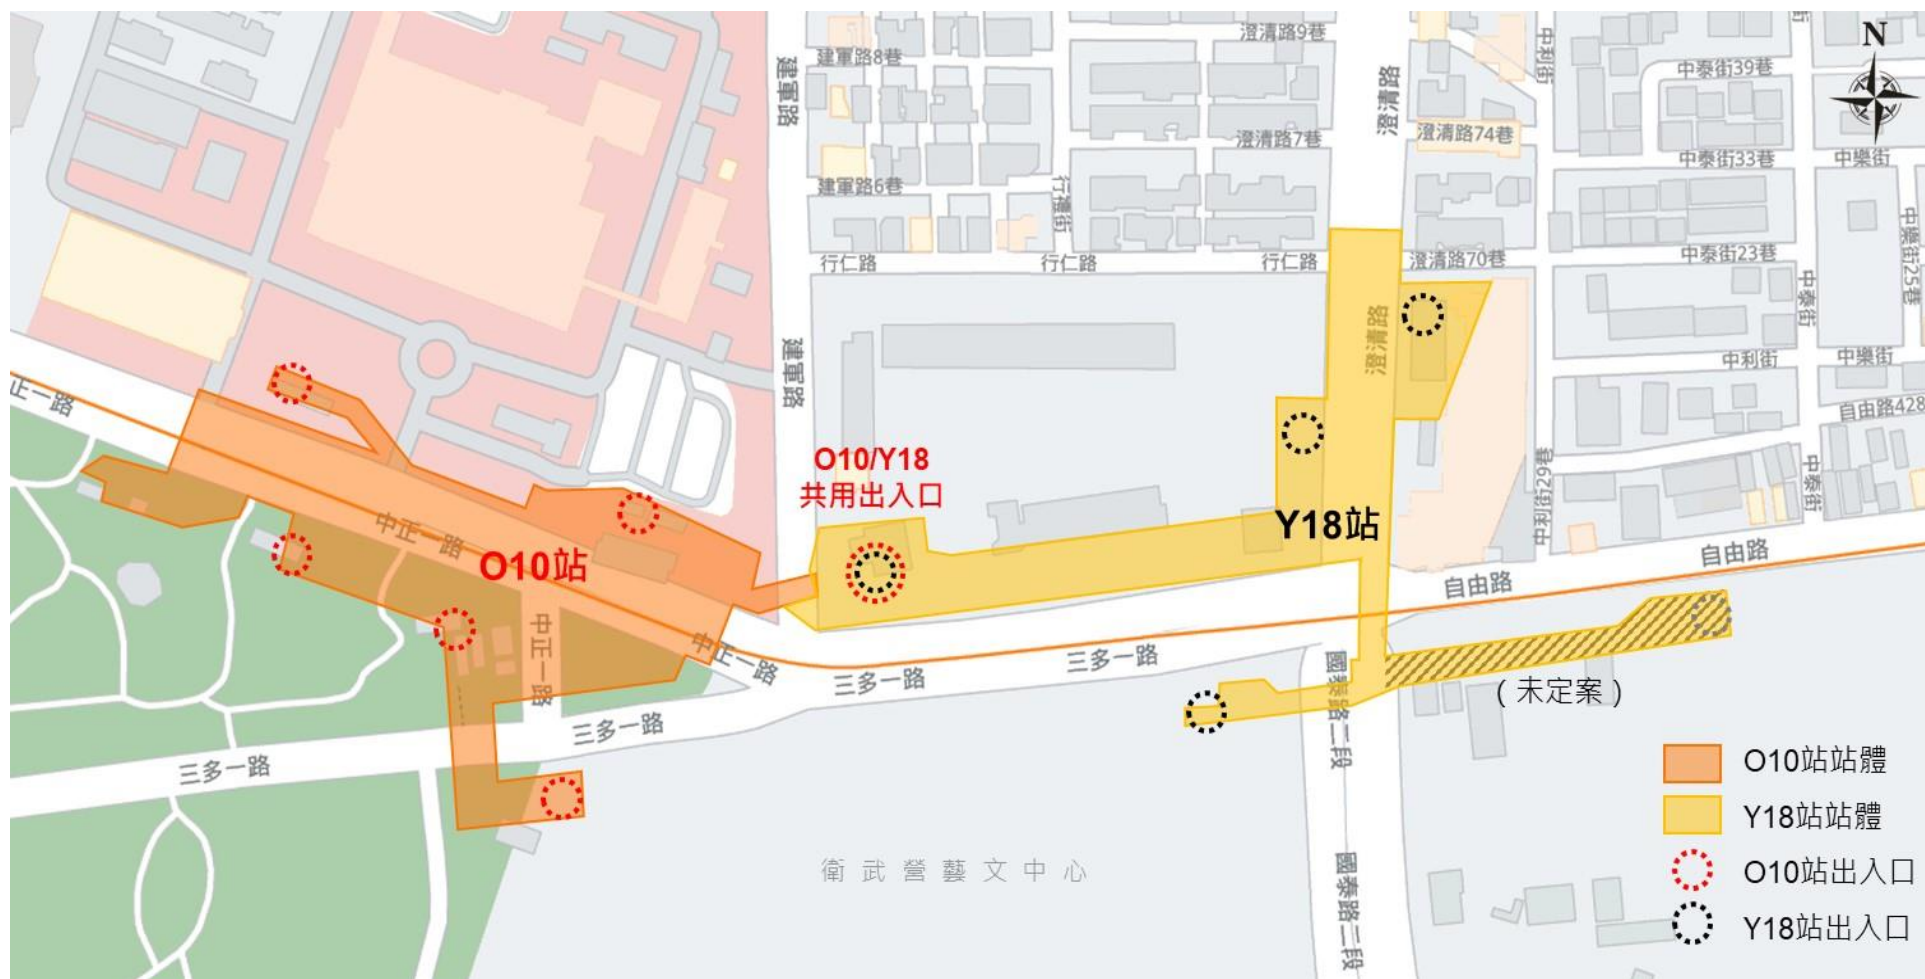 澄清路9巷
建軍路8巷
建軍路
中利街
中泰街39巷
N
澄清路
澄清路7巷
澄清路74巷
中泰街33巷
中樂街
建軍路6巷
行禮街
中樂街25巷
行仁路
行仁路
行仁路
澄清路70巷
中泰街23巷
中泰街
建軍路
澄清路
中利街
中樂街
正一路
自由路428
O10/Y18
共用出入口
中利街29巷
中泰街
中正一路
O10站
Y18站
自由路
自由路
中正一路
中正一路
三多一路
三多一路
國泰路二段
(未定案)
三多一路
三多一路
衛武營藝文中心
國泰路二段
O10站站體
Y18站站體
O10站出入口
Y18站出入口